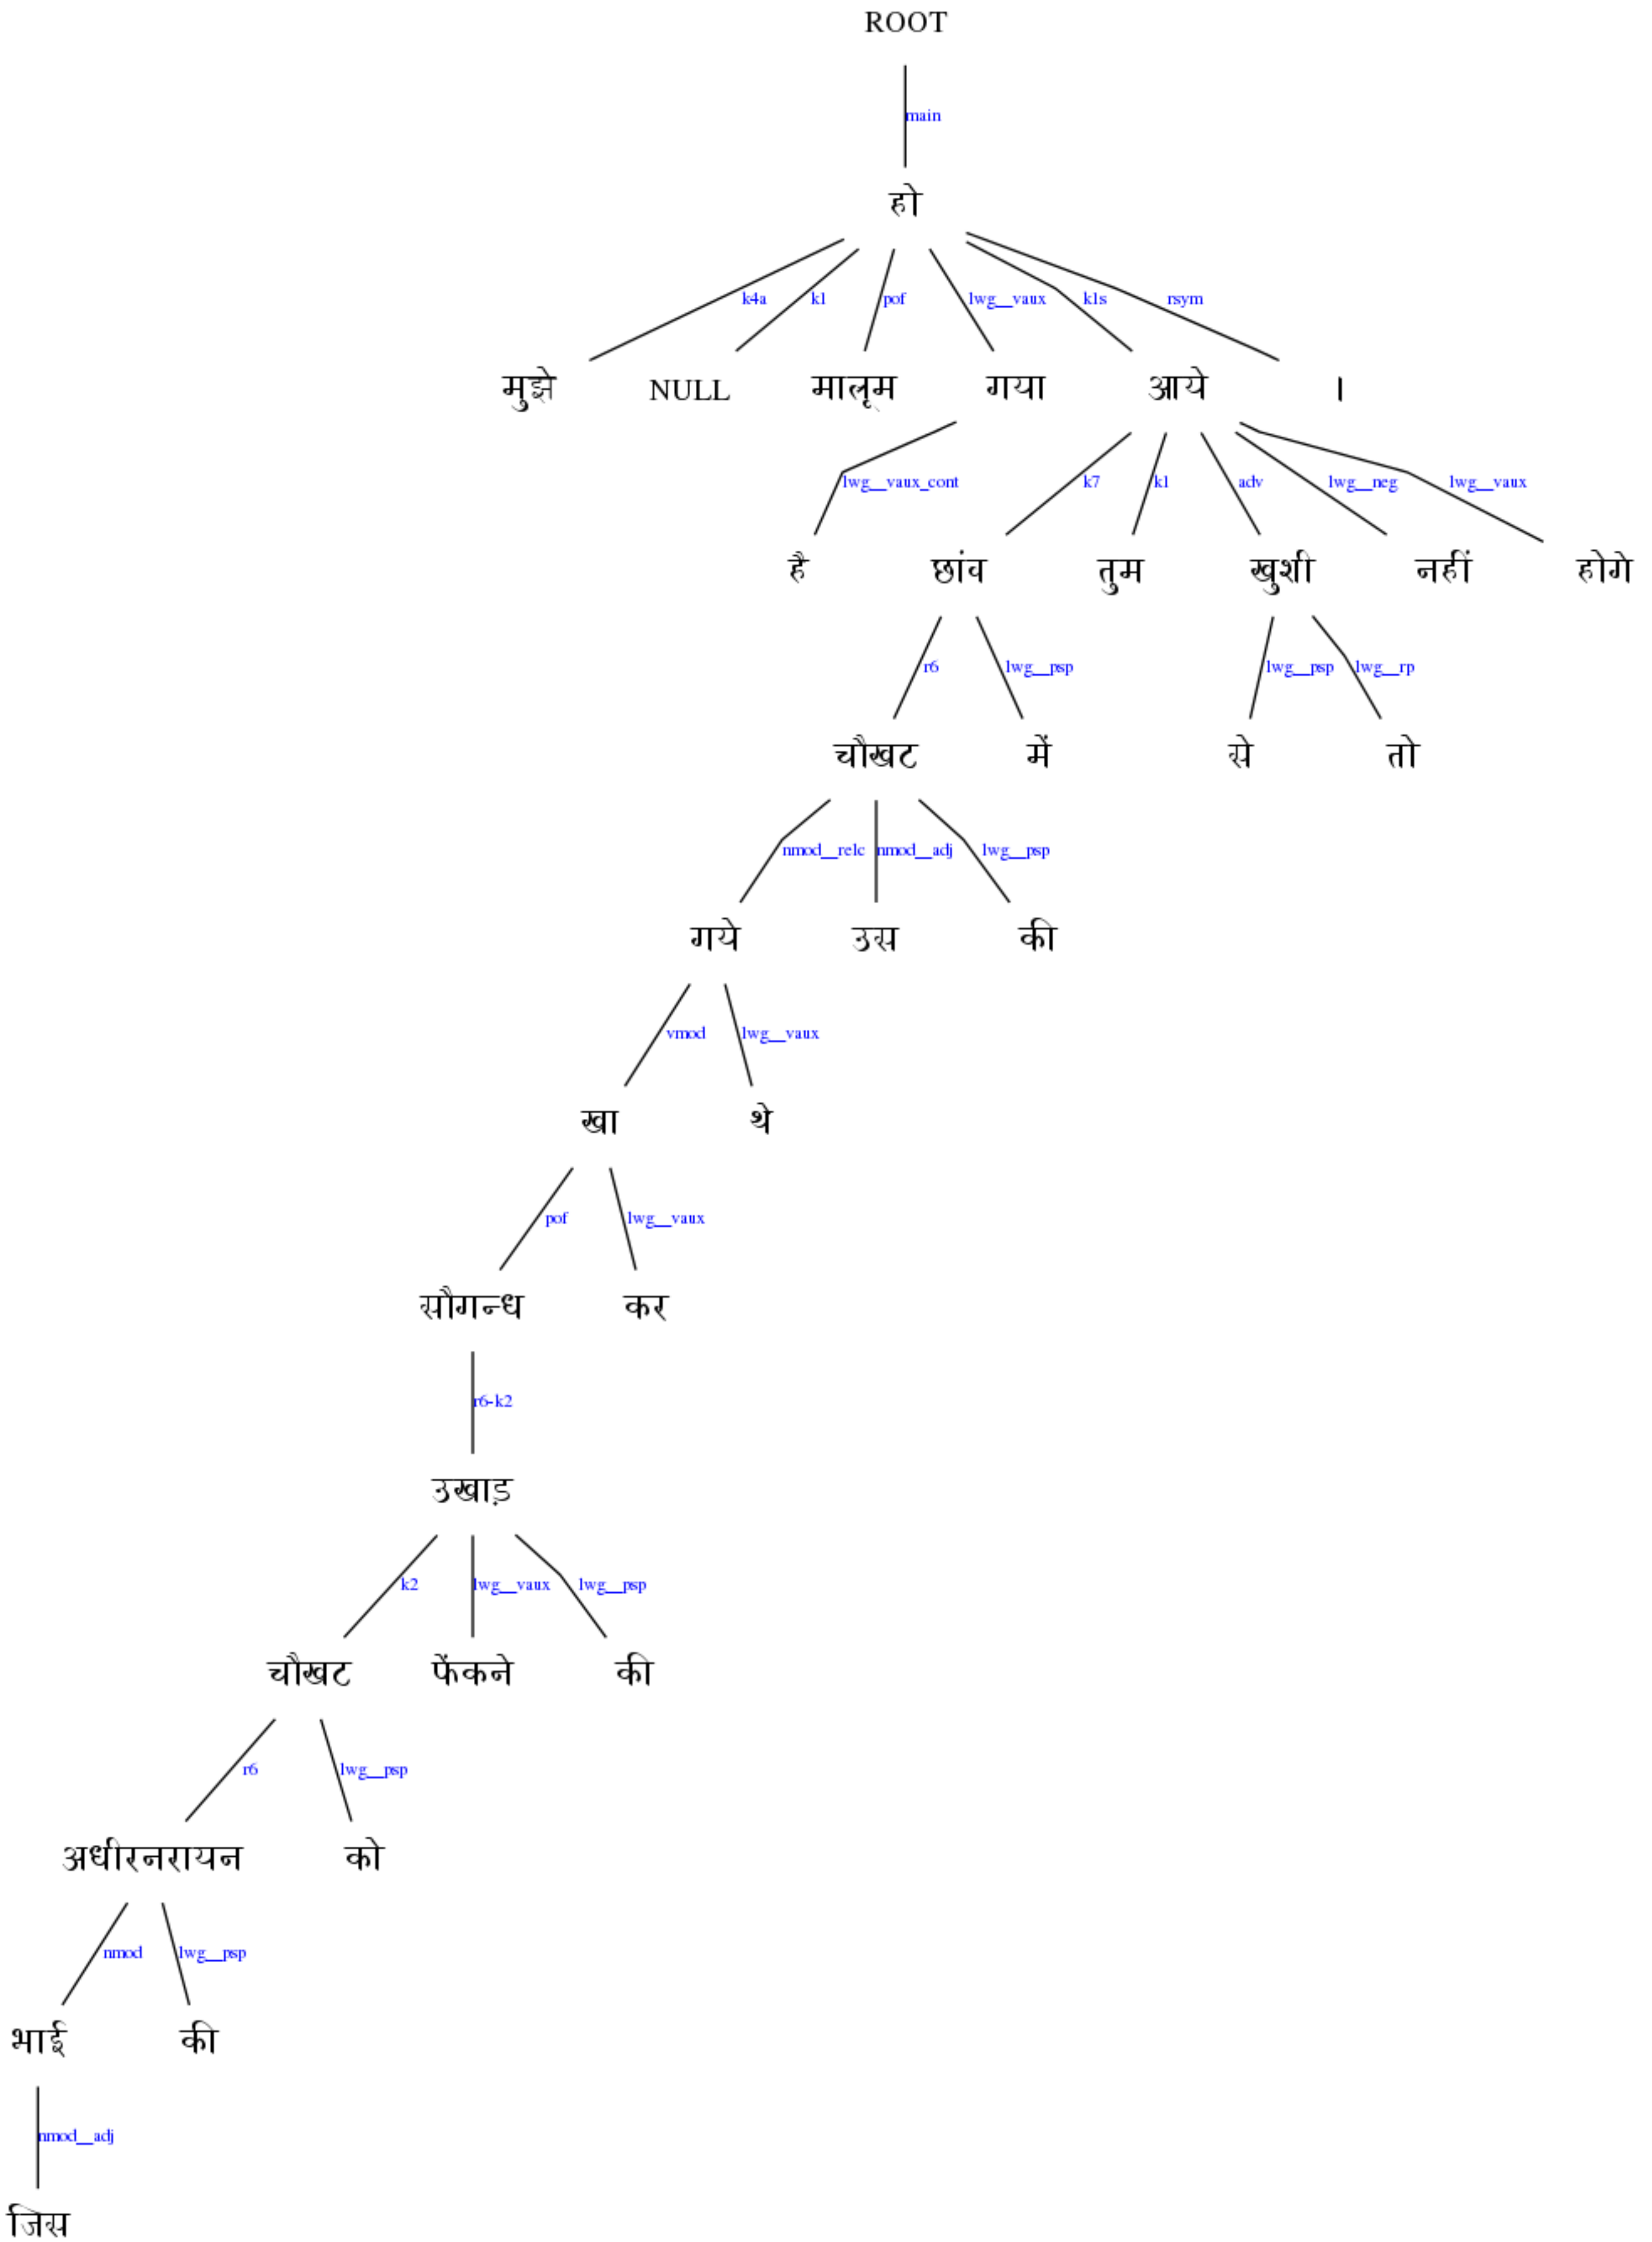 ROOT
main
हो
k4a k1 pof lwg__vaux k1s rsym
मुझे NULL मालूम गया आये ।
lwg__vaux_cont k7 k1 adv lwg__neg lwg__vaux
है छांव तुम खुशी नहीं होगे
r6 lwg__psp lwg__psp lwg__rp
चौखट में से तो
nmod__relc nmod__adj lwg__psp
गये उस की
vmod lwg__vaux
खा थे
pof lwg__vaux
सौगन्ध कर
r6-k2
उखाड़
k2 lwg__vaux lwg__psp
चौखट फेंकने की
r6 lwg__psp
अधीरनरायन को
nmod lwg__psp
भाई की
nmod__adj
जिस